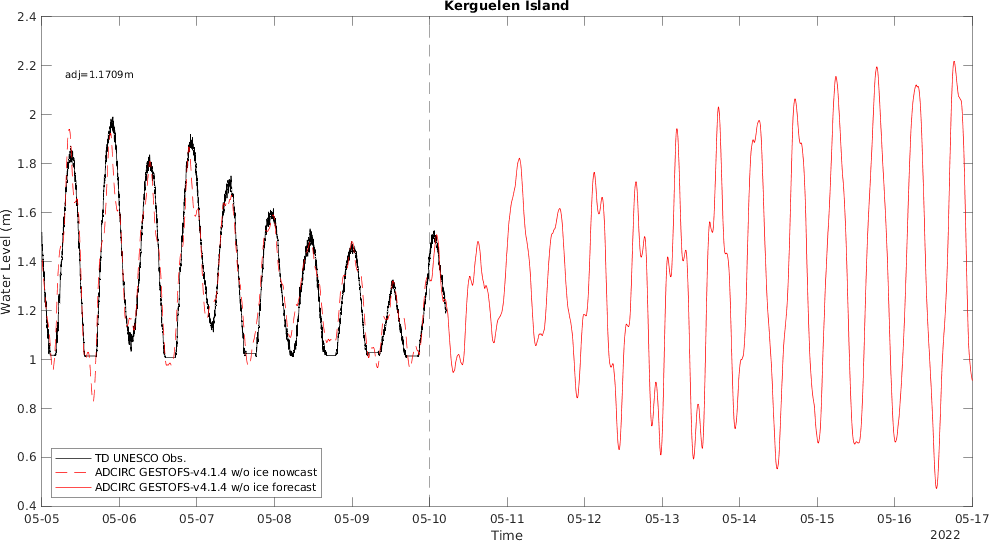 Kerguelen Island
2.4
2.2
adj=1.1709m
2
1.8
1.6
Water Level (m)
1.4
1.2
1
0.8
0.6
0.4
TD UNESCO Obs.
ADCIRC GESTOFS-v4.1.4 w/o ice nowcast
ADCIRC GESTOFS-v4.1.4 w/o ice forecast
05-05 05-06 05-07 05-08 05-09 05-10 05-11 05-12 05-13 05-14 05-15 05-16 05-17
Time
2022